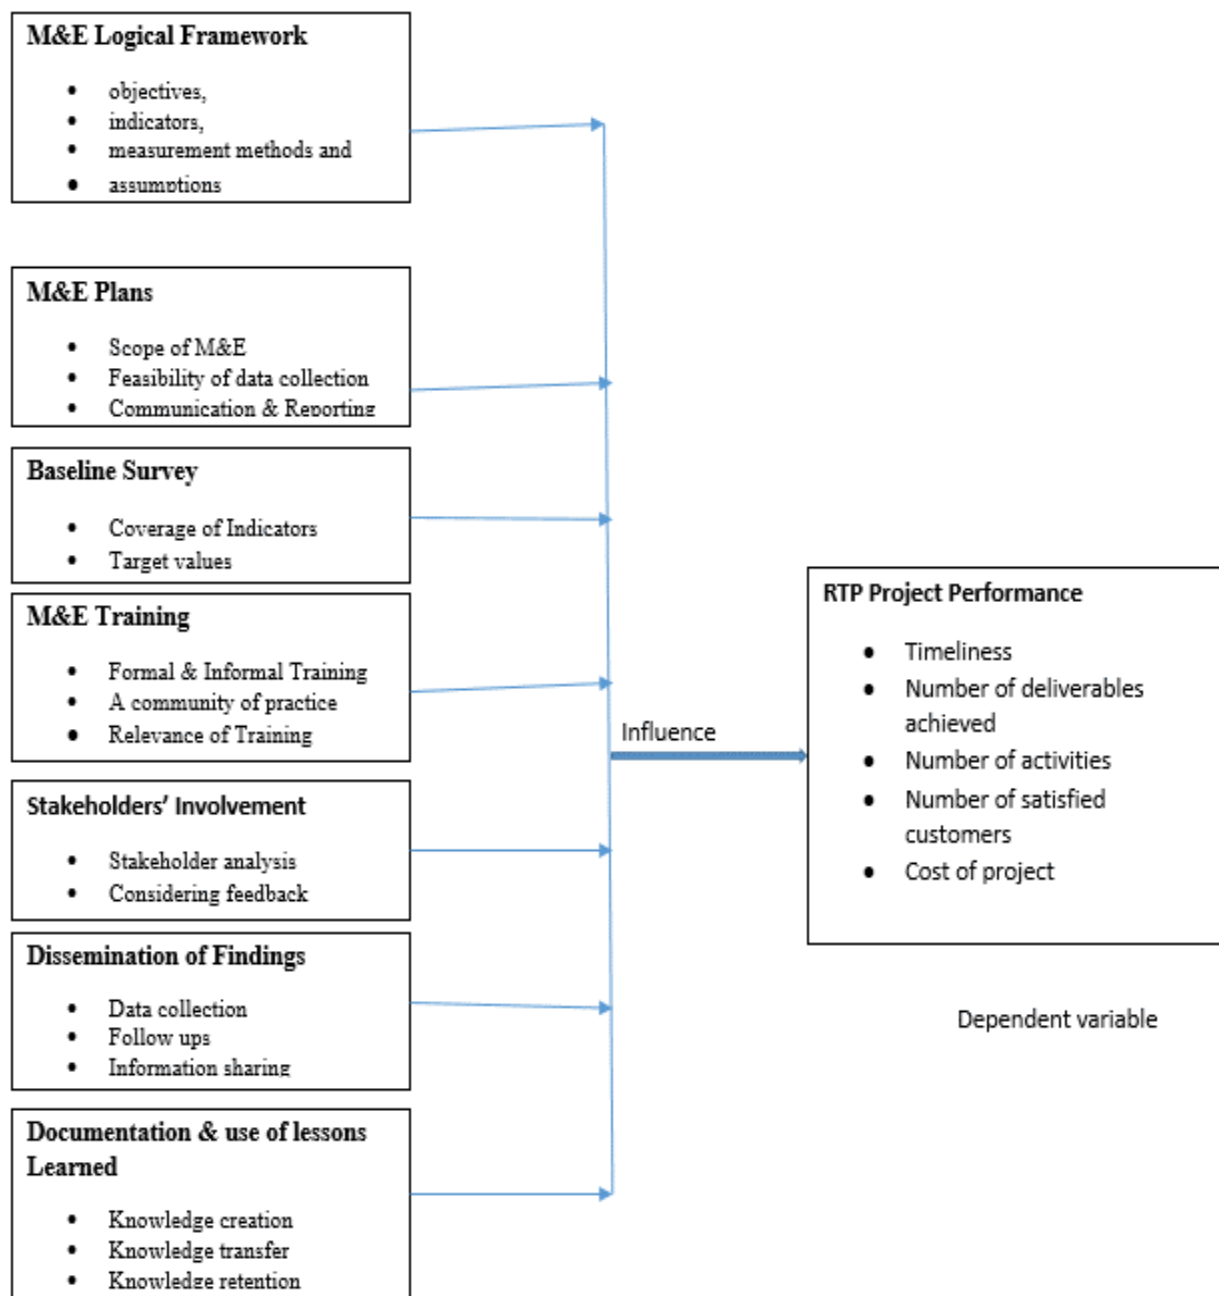 M&E Logical Framework
• objectives,
• indicators,
• measurement methods and
• assumptions
M&E Plans
• Scope of M&E
• Feasibility of data collection
• Communication & Reporting
Baseline Survey
• Coverage of Indicators
• Target values
M&E Training
• Formal & Informal Training
• A community of practice
• Relevance of Training
Stakeholders’ Involvement
• Stakeholder analysis
• Considering feedback
Dissemination of Findings
• Data collection
• Follow ups
• Information sharing
Documentation & use of lessons
Learned
• Knowledge creation
• Knowledge transfer
• Knowledge retention
Influence
RTP Project Performance
• Timeliness
• Number of deliverables
achieved
• Number of activities
• Number of satisfied
customers
• Cost of project
Dependent variable